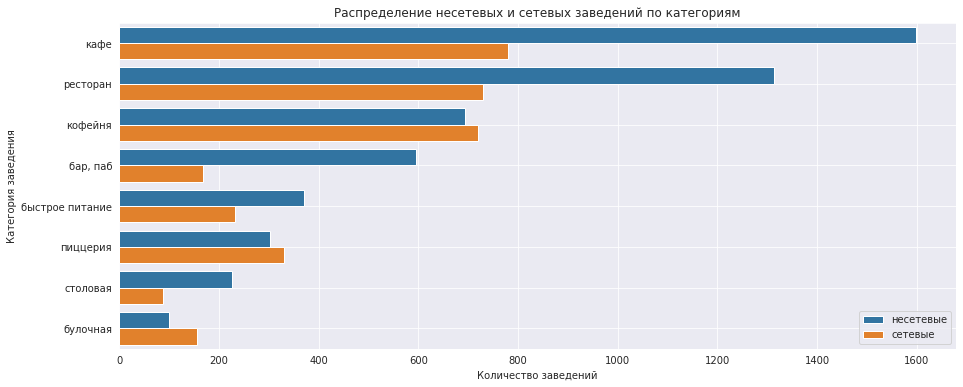 Распределение несетевых и сетевых заведений по категориям
Категория заведения
кафе
ресторан
кофейня
бар, паб
быстрое питание
пиццерия
столовая
булочная
несетевые
сетевые
0 200 400 600 800 1000 1200 1400 1600
Количество заведений